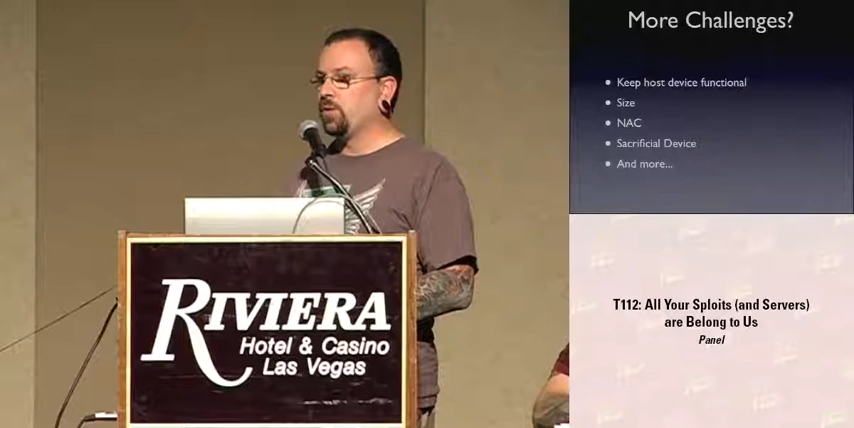 More Challenges?
Keep host device functional
Size
NAC
Sacrificial Device
And more...
RIVIERA
Hotel & Casino
Las Vegas
T112: All Your Sploits (and Servers)
are Belong to Us
Panel